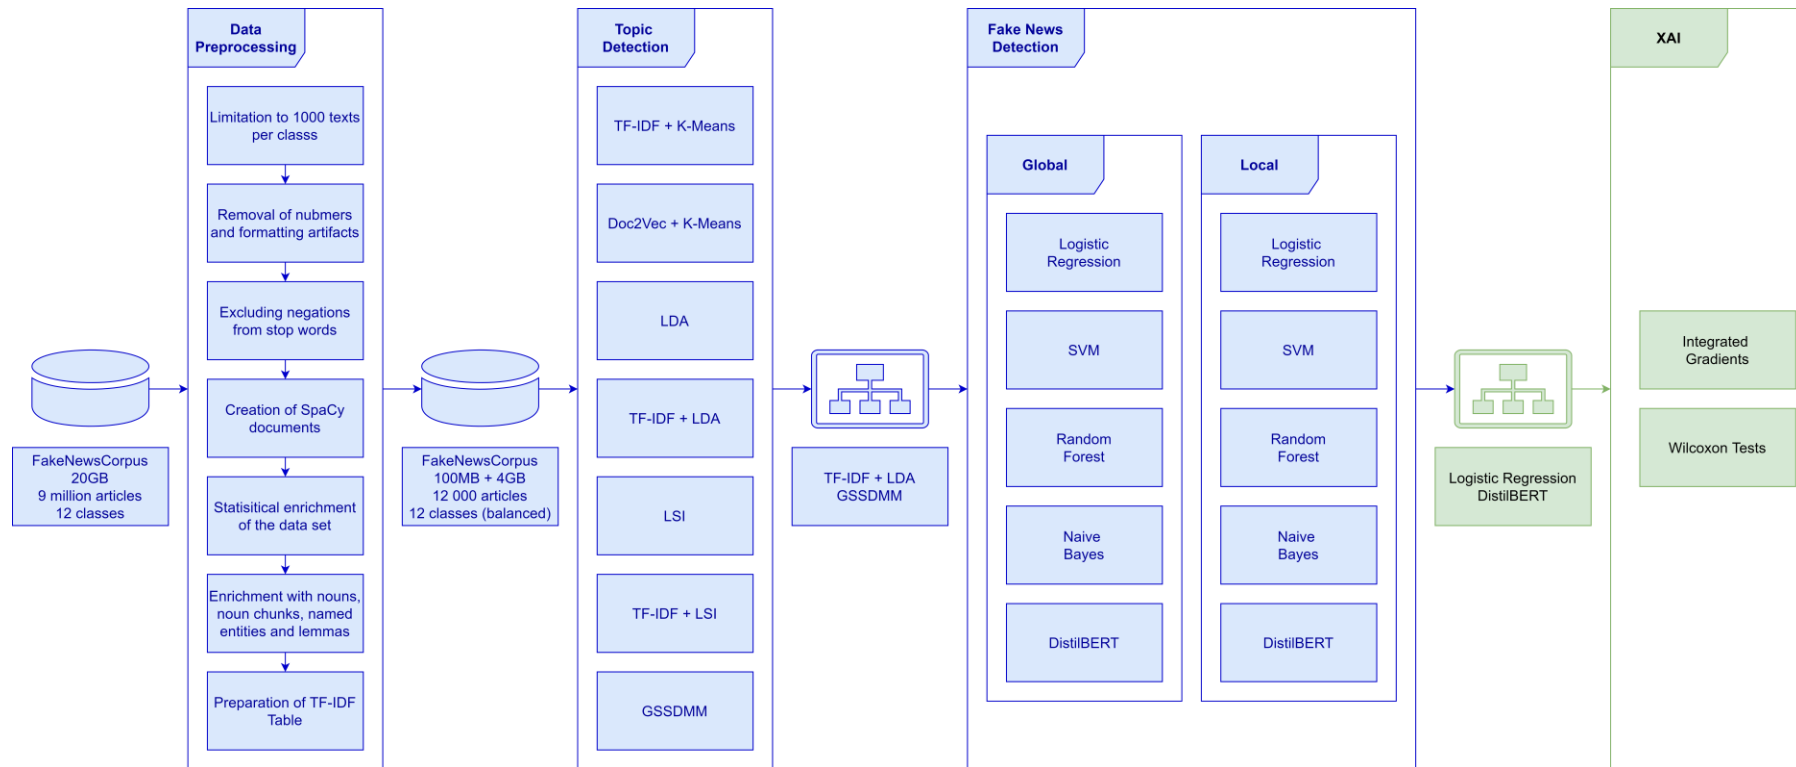 Data
Preprocessing
Limitation to 1000 texts
per classs
Removal of nubmers
and formatting artifacts
Excluding negations
from stop words
Creation of SpaCy
documents
Statisitical enrichment
of the data set
Enrichment with nouns,
noun chunks, named
entities and lemmas
Preparation of TF-IDF
Table
FakeNewsCorpus
20GB
9 million articles
12 classes
FakeNewsCorpus
100MB + 4GB
12 000 articles
12 classes (balanced)
Topic
Detection
TF-IDF + K-Means
Doc2Vec + K-Means
LDA
TF-IDF + LDA
LSI
TF-IDF + LSI
GSSDMM
TF-IDF + LDA
GSSDMM
Fake News
Detection
Global
Logistic
Regression
SVM
Random
Forest
Naive
Bayes
DistilBERT
Local
Logistic
Regression
SVM
Random
Forest
Naive
Bayes
DistilBERT
Logistic Regression
DistilBERT
XAI
Integrated
Gradients
Wilcoxon Tests